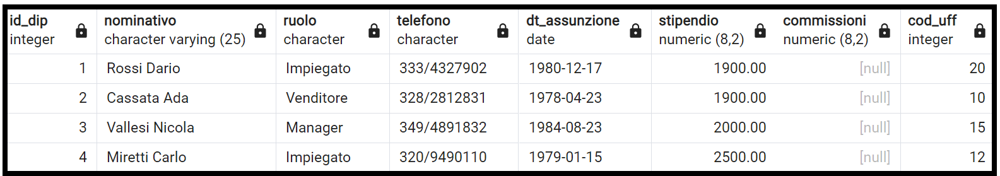 id_dip nominativo ruolo telefono dt_assunzione stipendio commissioni cod_uff
integer character varying (25) character character date numeric (8,2) numeric (8,2) integer
1 Rossi Dario Impiegato 333/4327902 1980-12-17 1900.00 [null] 20
2 Cassata Ada Venditore 328/2812831 1978-04-23 1900.00 [null] 10
3 Vallesi Nicola Manager 349/4891832 1984-08-23 2000.00 [null] 15
4 Miretti Carlo Impiegato 320/9490110 1979-01-15 2500.00 [null] 12